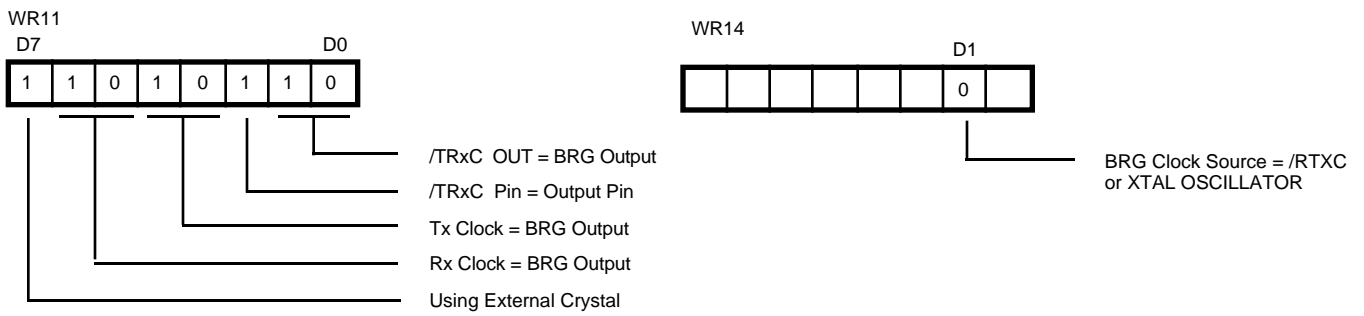 WR11
D7 D0
1 1 0 1 0 1 1 0
/TRxC OUT = BRG Output
/TRxC Pin = Output Pin
Tx Clock = BRG Output
Rx Clock = BRG Output
Using External Crystal
WR14
D1
0
BRG Clock Source = /RTXC
or XTAL OSCILLATOR